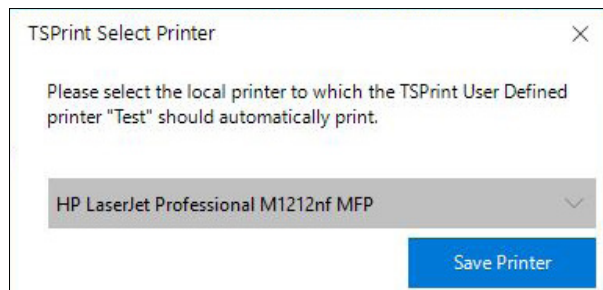 TSPrint Select Printer
Please select the local printer to which the TSPrint User Defined
printer "Test" should automatically print.
HP LaserJet Professional M1212nf MFP
Save Printer